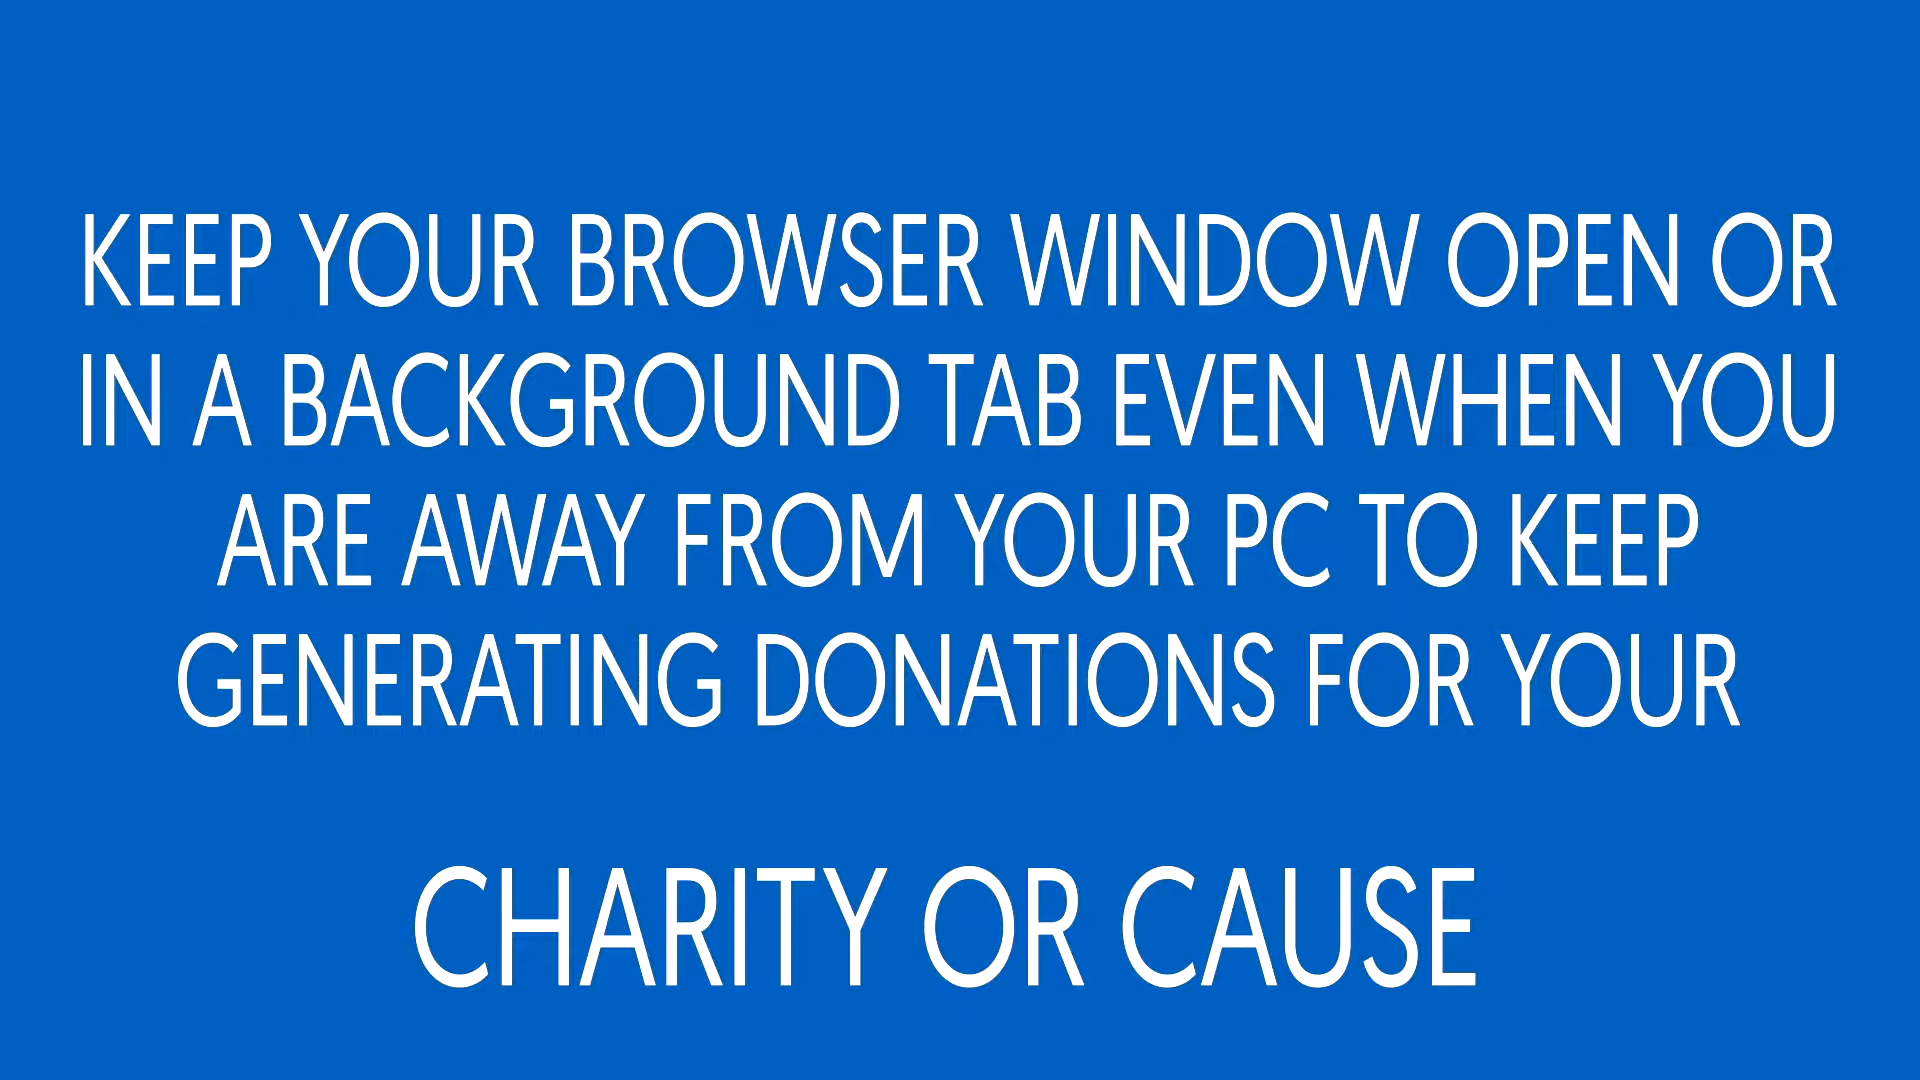 KEEP YOUR BROWSER WINDOW OPEN OR
IN A BACKGROUND TAB EVEN WHEN YOU
ARE AWAY FROM YOUR PC TO KEEP
GENERATING DONATIONS FOR YOUR
CHARITY OR CAUSE